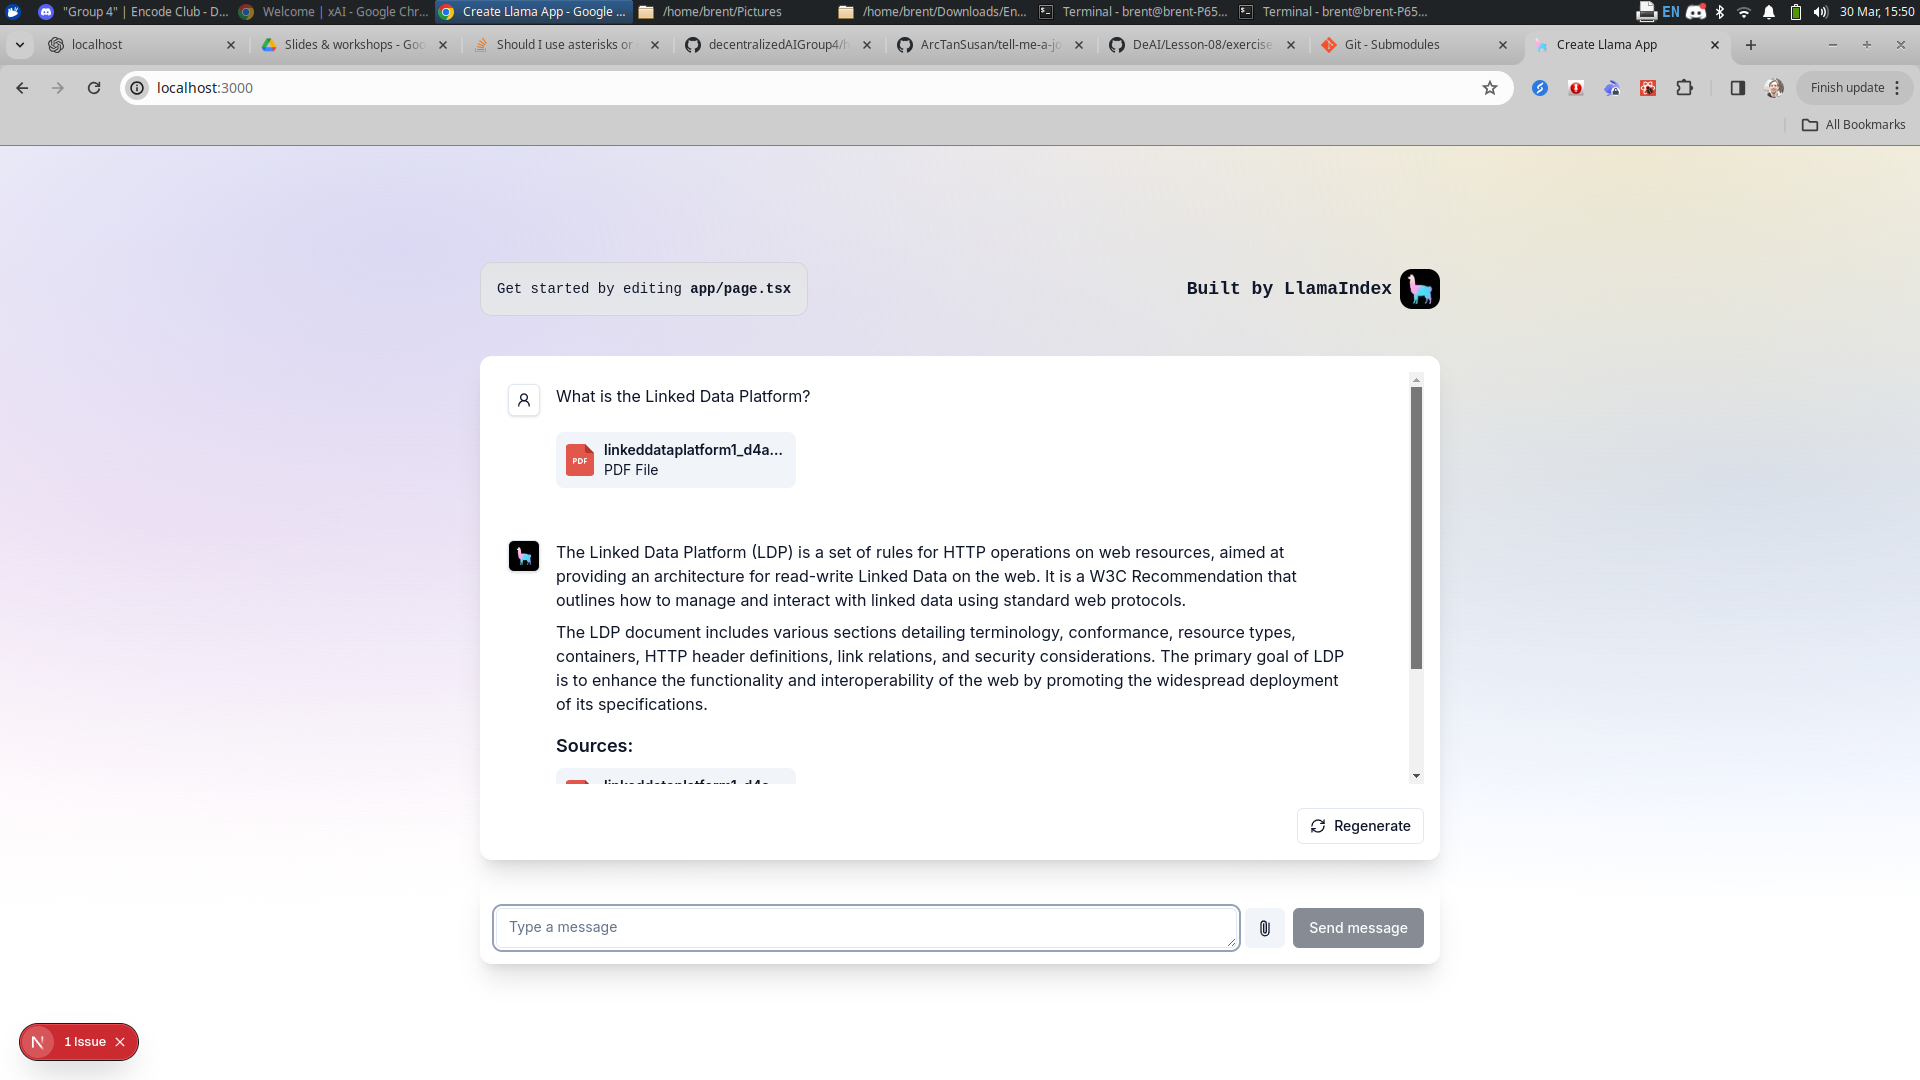 "Group 4" | Encode Club - D... Welcome | xAI - Google Chr... Create Llama App - Google ... /home/brent/Pictures /home/brent/Downloads/En... Terminal - brent@brent-P65... Terminal - brent@brent-P65... EN 30 Mar, 15:50
localhost Slides & workshops - Goo Should I use asterisks or decentralizedAIGroup4/h ArcTanSusan/tell-me-a-jo DeAI/Lesson-08/exercise Git - Submodules Create Llama App
localhost:3000 Finish update
All Bookmarks
Get started by editing app/page.tsx
Built by LlamaIndex
What is the Linked Data Platform?
PDF
linkeddataplatform1_d4a...
PDF File
The Linked Data Platform (LDP) is a set of rules for HTTP operations on web resources, aimed at
providing an architecture for read-write Linked Data on the web. It is a W3C Recommendation that
outlines how to manage and interact with linked data using standard web protocols.
The LDP document includes various sections detailing terminology, conformance, resource types,
containers, HTTP header definitions, link relations, and security considerations. The primary goal of LDP
is to enhance the functionality and interoperability of the web by promoting the widespread deployment
of its specifications.
Sources:
linkeddataplatform1_d4a...
Regenerate
Type a message
Send message
N 1 Issue